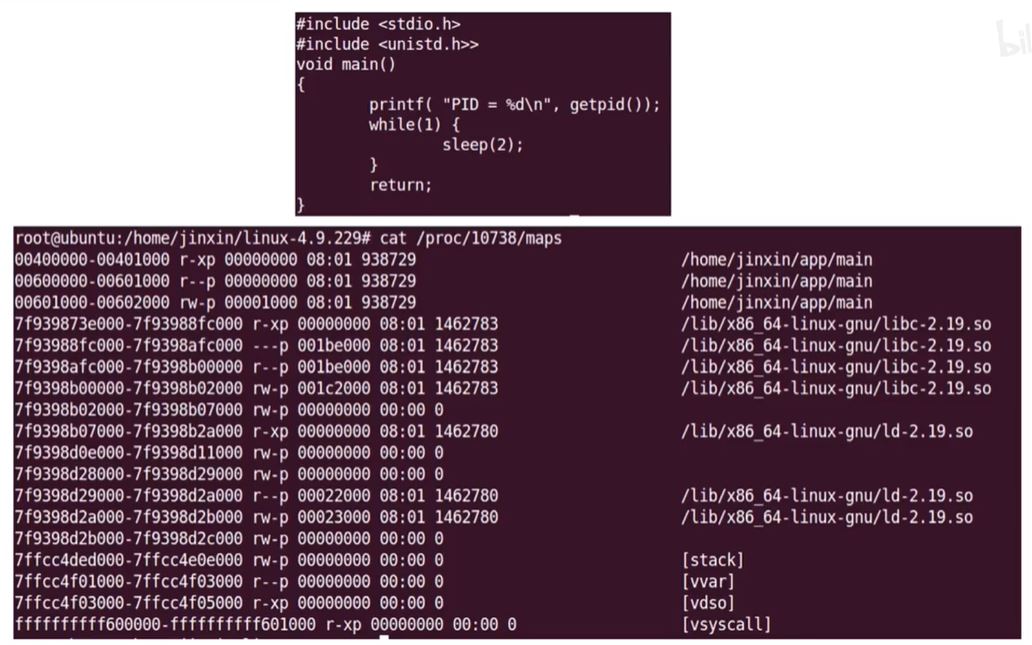 #include <stdio.h>
#include <unistd.h>>
void main()
{
printf( "PID = %d\n", getpid());
while(1) {
sleep(2);
}
return;
}
root@ubuntu:/home/jinxin/linux-4.9.229# cat /proc/10738/maps
00400000-00401000 r-xp 00000000 08:01 938729 /home/jinxin/app/main
00600000-00601000 r--p 00000000 08:01 938729 /home/jinxin/app/main
00601000-00602000 rw-p 00001000 08:01 938729 /home/jinxin/app/main
7f939873e000-7f93988fc000 r-xp 00000000 08:01 1462783 /lib/x86_64-linux-gnu/libc-2.19.so
7f93988fc000-7f9398afc000 ---p 001be000 08:01 1462783 /lib/x86_64-linux-gnu/libc-2.19.so
7f9398afc000-7f9398b00000 r--p 001be000 08:01 1462783 /lib/x86_64-linux-gnu/libc-2.19.so
7f9398b00000-7f9398b02000 rw-p 001c2000 08:01 1462783 /lib/x86_64-linux-gnu/libc-2.19.so
7f9398b02000-7f9398b07000 rw-p 00000000 00:00 0
7f9398b07000-7f9398b2a000 r-xp 00000000 08:01 1462780 /lib/x86_64-linux-gnu/ld-2.19.so
7f9398d0e000-7f9398d11000 rw-p 00000000 00:00 0
7f9398d28000-7f9398d29000 rw-p 00000000 00:00 0
7f9398d29000-7f9398d2a000 r--p 00022000 08:01 1462780 /lib/x86_64-linux-gnu/ld-2.19.so
7f9398d2a000-7f9398d2b000 rw-p 00023000 08:01 1462780 /lib/x86_64-linux-gnu/ld-2.19.so
7f9398d2b000-7f9398d2c000 rw-p 00000000 00:00 0
7ffcc4ded000-7ffcc4e0e000 rw-p 00000000 00:00 0 [stack]
7ffcc4f01000-7ffcc4f03000 r--p 00000000 00:00 0 [vvar]
7ffcc4f03000-7ffcc4f05000 r-xp 00000000 00:00 0 [vdso]
ffffffffff600000-ffffffffff601000 r-xp 00000000 00:00 0 [vsyscall]